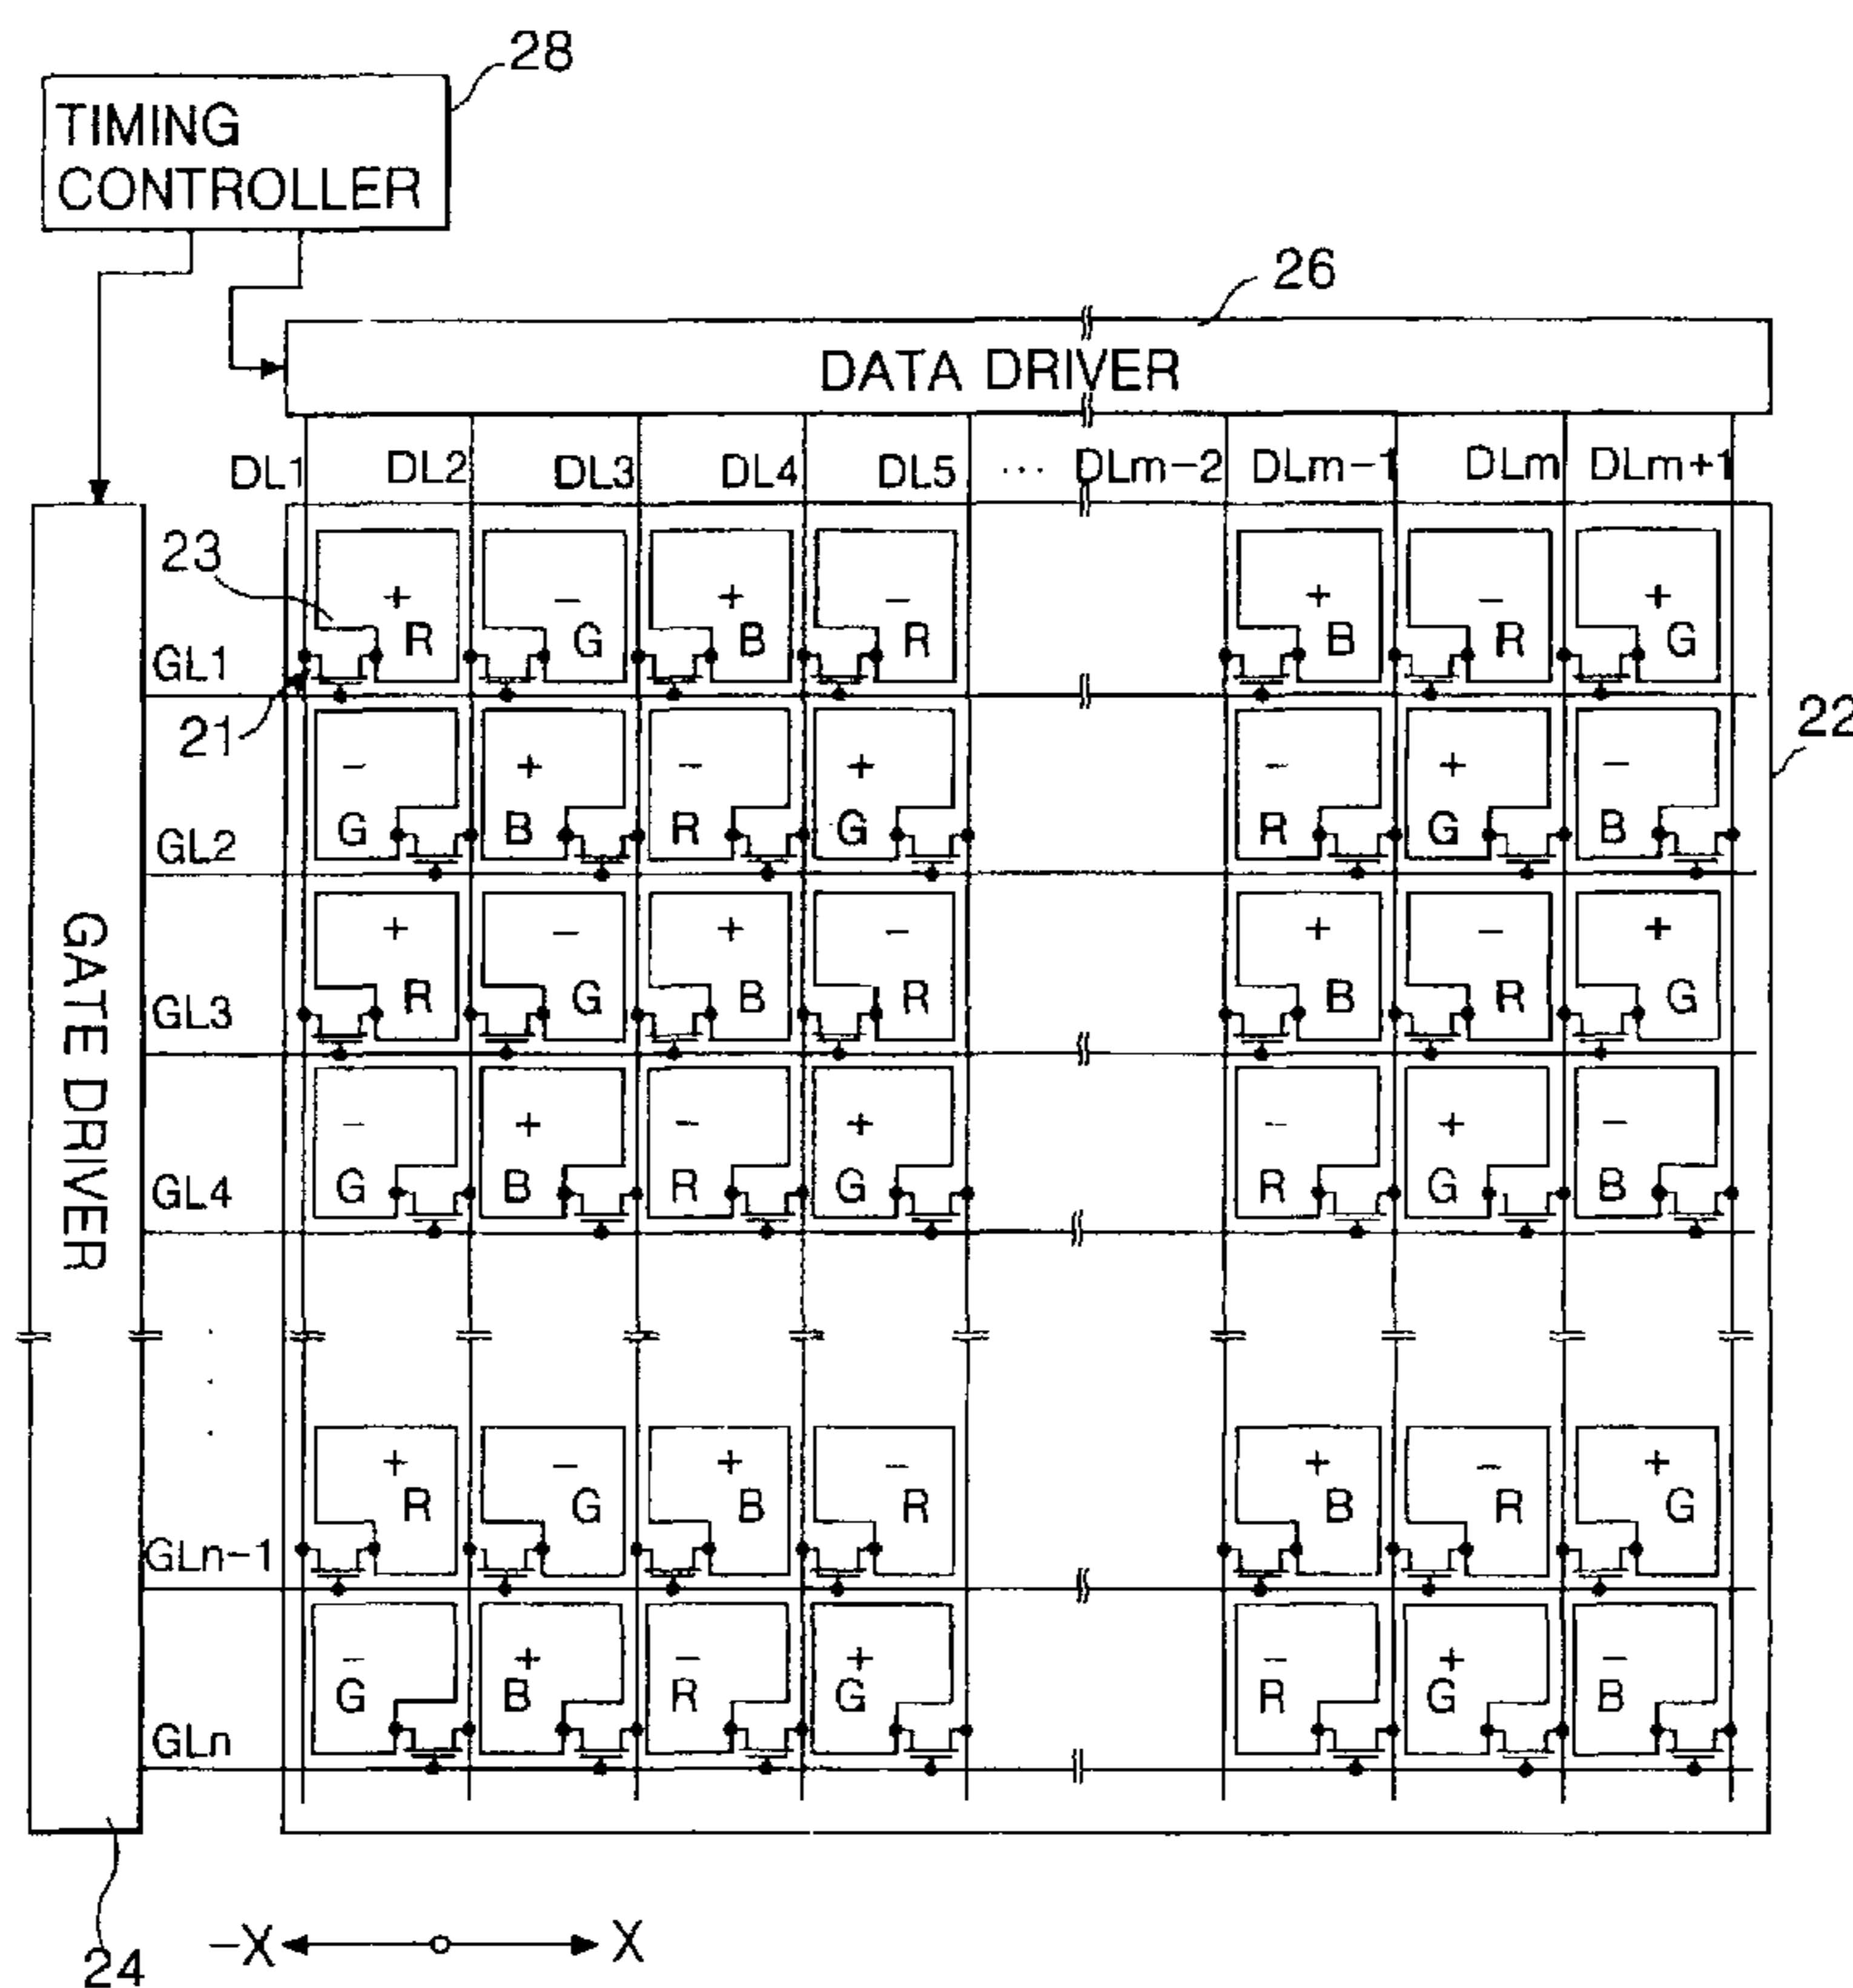 28
TIMING
CONTROLLER
26
DATA DRIVER
DL1 DL2 DL3 DL4 DL5 ... DLm-2 DLm-1 DLm DLm+1
23
+ - + - + - +
R G B R B R G
GL1
21
22
- + - + - + -
G B R G R G B
GL2
+ - + - + - +
R G B R B R G
GL3
- + - + - + -
G B R G R G B
GL4
GATE DRIVER
+ - + - + - +
R G B R B R G
GLn-1
- + - + - + -
G B R G R G B
GLn
24
-X X